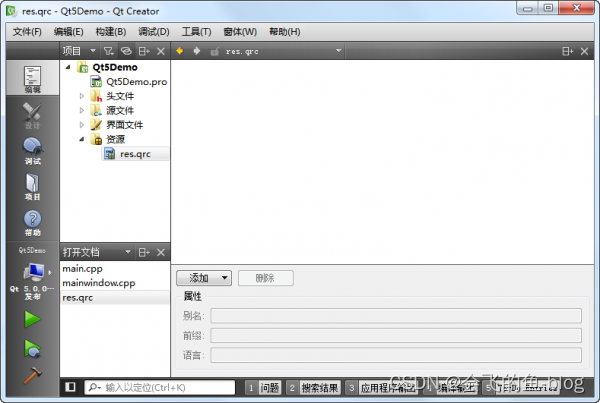 res.qrc - Qt5Demo - Qt Creator
文件(F) 编辑(E) 构建(B) 调试(D) 工具(T) 窗体(W) 帮助(H)
项目 res.qrc
编辑
设计
调试
项目
帮助
Qt5Demo
Qt 5.0.0
发布
Qt5Demo
Qt5Demo.pro
头文件
源文件
界面文件
资源
res.qrc
打开文档
main.cpp
mainwindow.cpp
res.qrc
添加 删除
属性
别名:
前缀:
语言:
输入以定位(Ctrl+K) 1 问题 2 搜索结果 3 应用程序输出 编译输出 5
CSDN @会飞的鱼_blog